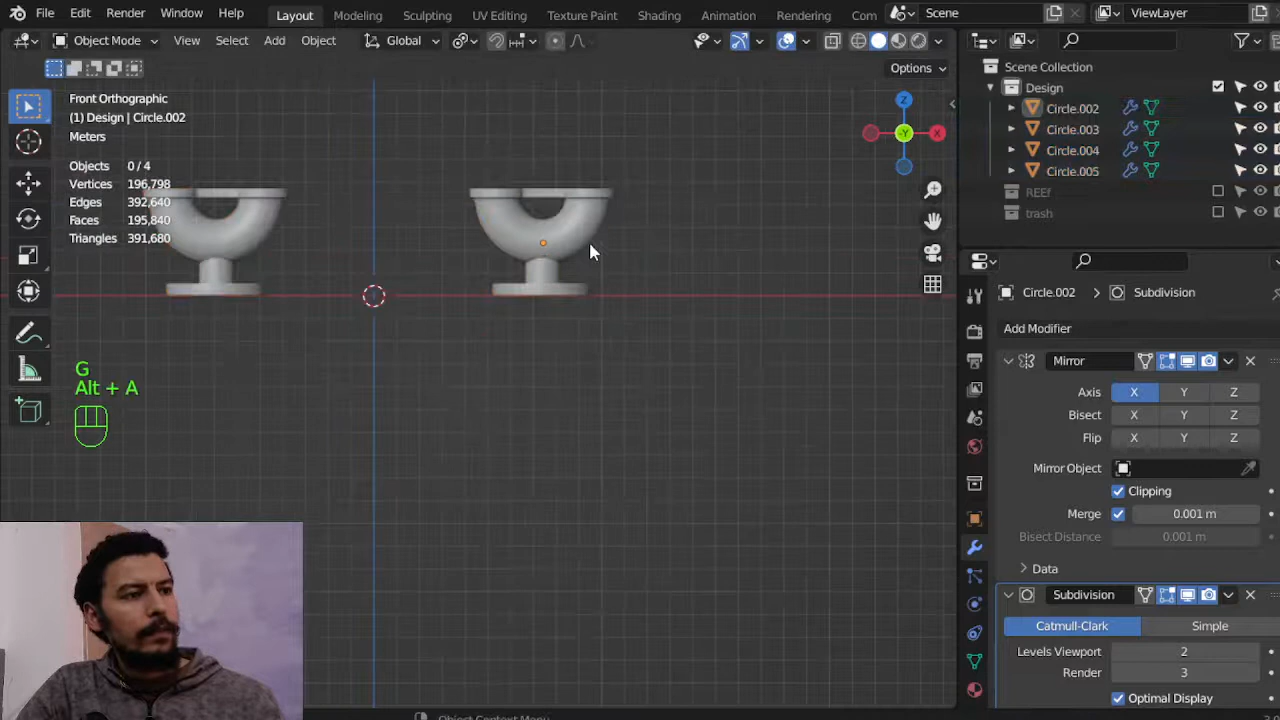 File Edit Render Window Help Layout Modeling Sculpting UV Editing Texture Paint Shading Animation Rendering Com Scene ViewLayer
Object Mode View Select Add Object Global
Options
Front Orthographic
(1) Design | Circle.002
Meters
Objects 0/4
Vertices 196,798
Edges 392,640
Faces 195,840
Triangles 391,680
Z
X
-Y
G
Alt + A
Scene Collection
Design
Circle.002
Circle.003
Circle.004
Circle.005
REEf
trash
Circle.002 > Subdivision
Add Modifier
Mirror
Axis X Y Z
Bisect X Y Z
Flip X Y Z
Mirror Object
Clipping
Merge 0.001 m
Bisect Distance 0.001 m
Data
Subdivision
Catmull-Clark Simple
Levels Viewport 2
Render 3
Optimal Display
Object Context Menu